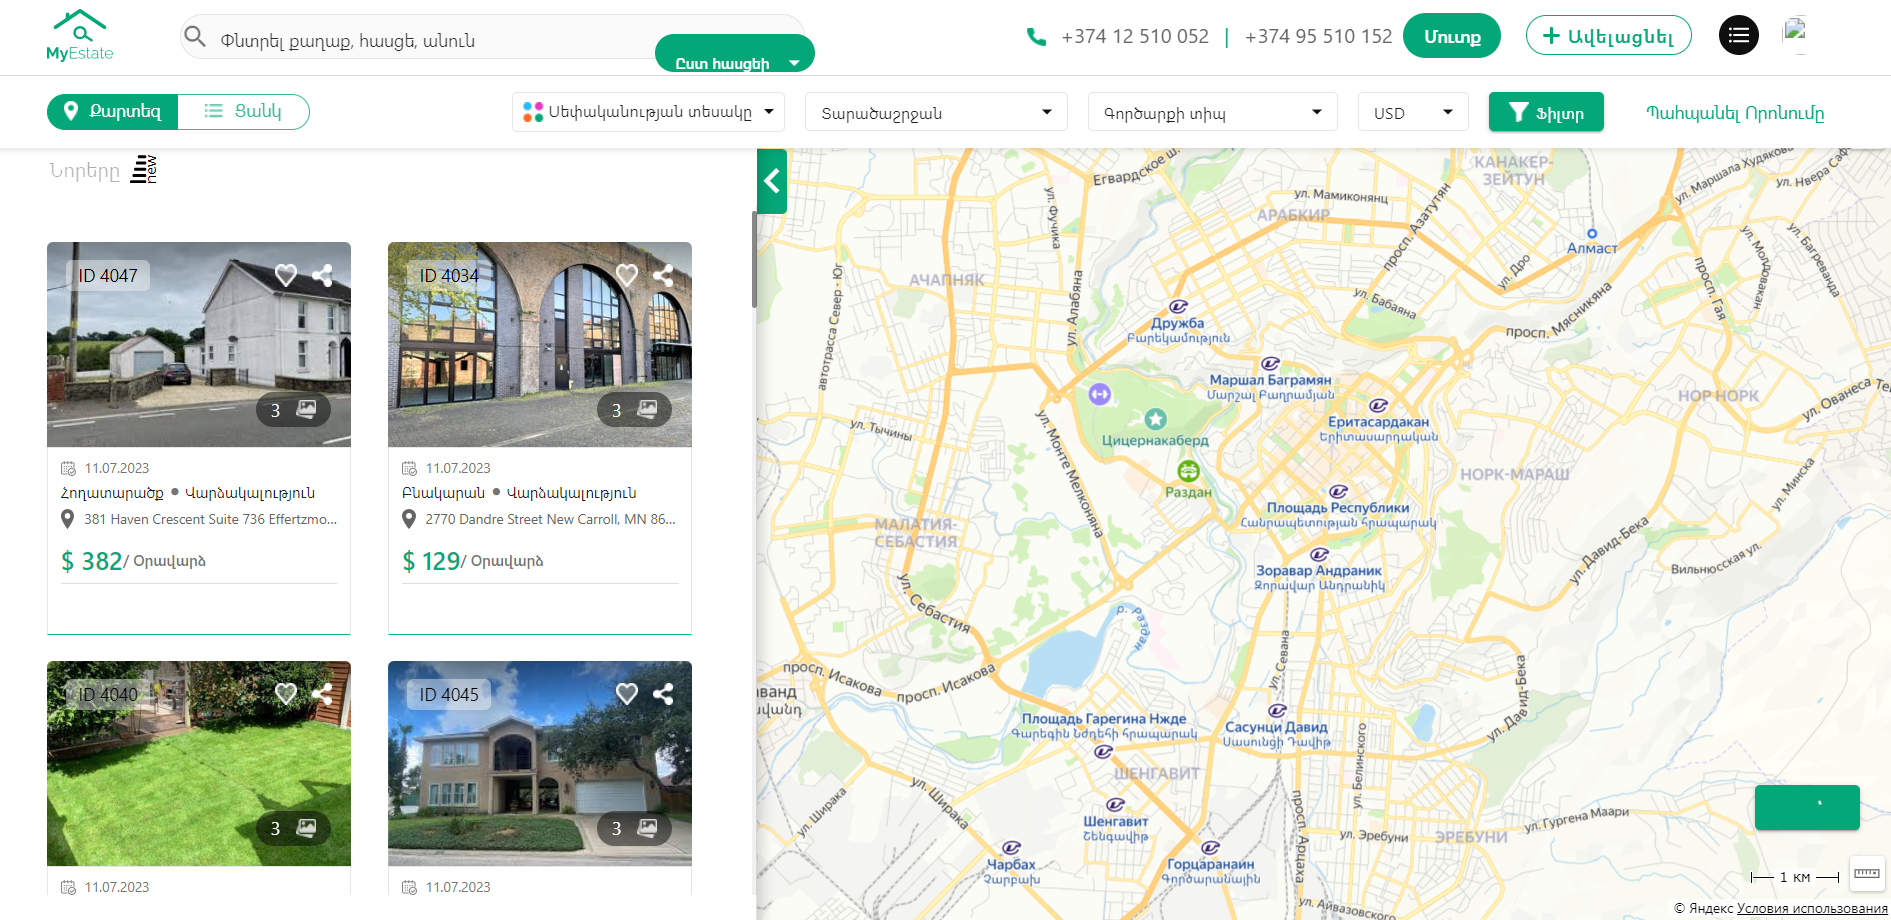 MyEstate
Փնտրել քաղաք, հասցե, անուն
Ըստ հասցեի
+374 12 510 052 | +374 95 510 152
Մուտք
+ Ավելացնել
Քարտեզ
Ցանկ
Սեփականության տեսակը
Տարածաշրջան
Գործարքի տիպ
USD
Ֆիլտր
Պահպանել Որոնումը
Նորերը
new
ID 4047
3
11.07.2023
Հողատարածք ● Վարձակալություն
381 Haven Crescent Suite 736 Effertzmo...
$ 382/ Օրավարձ
ID 4034
3
11.07.2023
Բնակարան ● Վարձակալություն
2770 Dandre Street New Carroll, MN 86...
$ 129/ Օրավարձ
ID 4040
3
11.07.2023
ID 4045
3
11.07.2023
Егвардское ш.
КАНАКЕР-
ЗЕЙТУН
ул. Маршала Худякова
ул. Нвера Саф
ул. Фучика
ул. Мамиконянц
АРАБКИР
просп. Азатутян
Алмаст
ул. Молдовакан
ул. Багреванда
АЧАПНЯК
автотрасса Север - Юг
ул. Алабяна
ул. Дро
просп. Гая
ул. Бабаяна
Дружба
Բարեկամություն
просп. Мясникяна
Маршал Баграмян
Մարշալ Բաղրամյան
НОР НОРК
ул. Ованеса Те
Еритасардакан
Երիտասարդական
ул. Тычины
Цицернакаберд
ул. Монте Мелконяна
НОРК-МАРАШ
ул. Минска
Раздан
Площадь Республики
Հանրապետության հրապարակ
МАЛАТИЯ-
СЕБАСТИЯ
ул. Давид-Бека
Вильнюсская ул.
Зоравар Андраник
Զորավար Անդրանիկ
ул. Себастия
р. Раздан
ул. Севана
просп. Исакова
просп. Исакова
аванд
վանդ
ул. Давид-Бека
Площадь Гарегина Нжде
Գարեգին Նժդեհի հրապարակ
Сасунци Давид
Սասունցի Դավիթ
ул. Белинского
ШЕНГАВИТ
ул. Ширака
ул. Ширака
Шенгавит
Շենգավիթ
просп. Арцаха
ул. Эребуни
ЭРЕБУНИ
ул. Гургена Маари
Чарбах
Չարբախ
Горцаранаин
Գործարանային
ул. Айвазовского
1 км
© Яндекс Условия использования